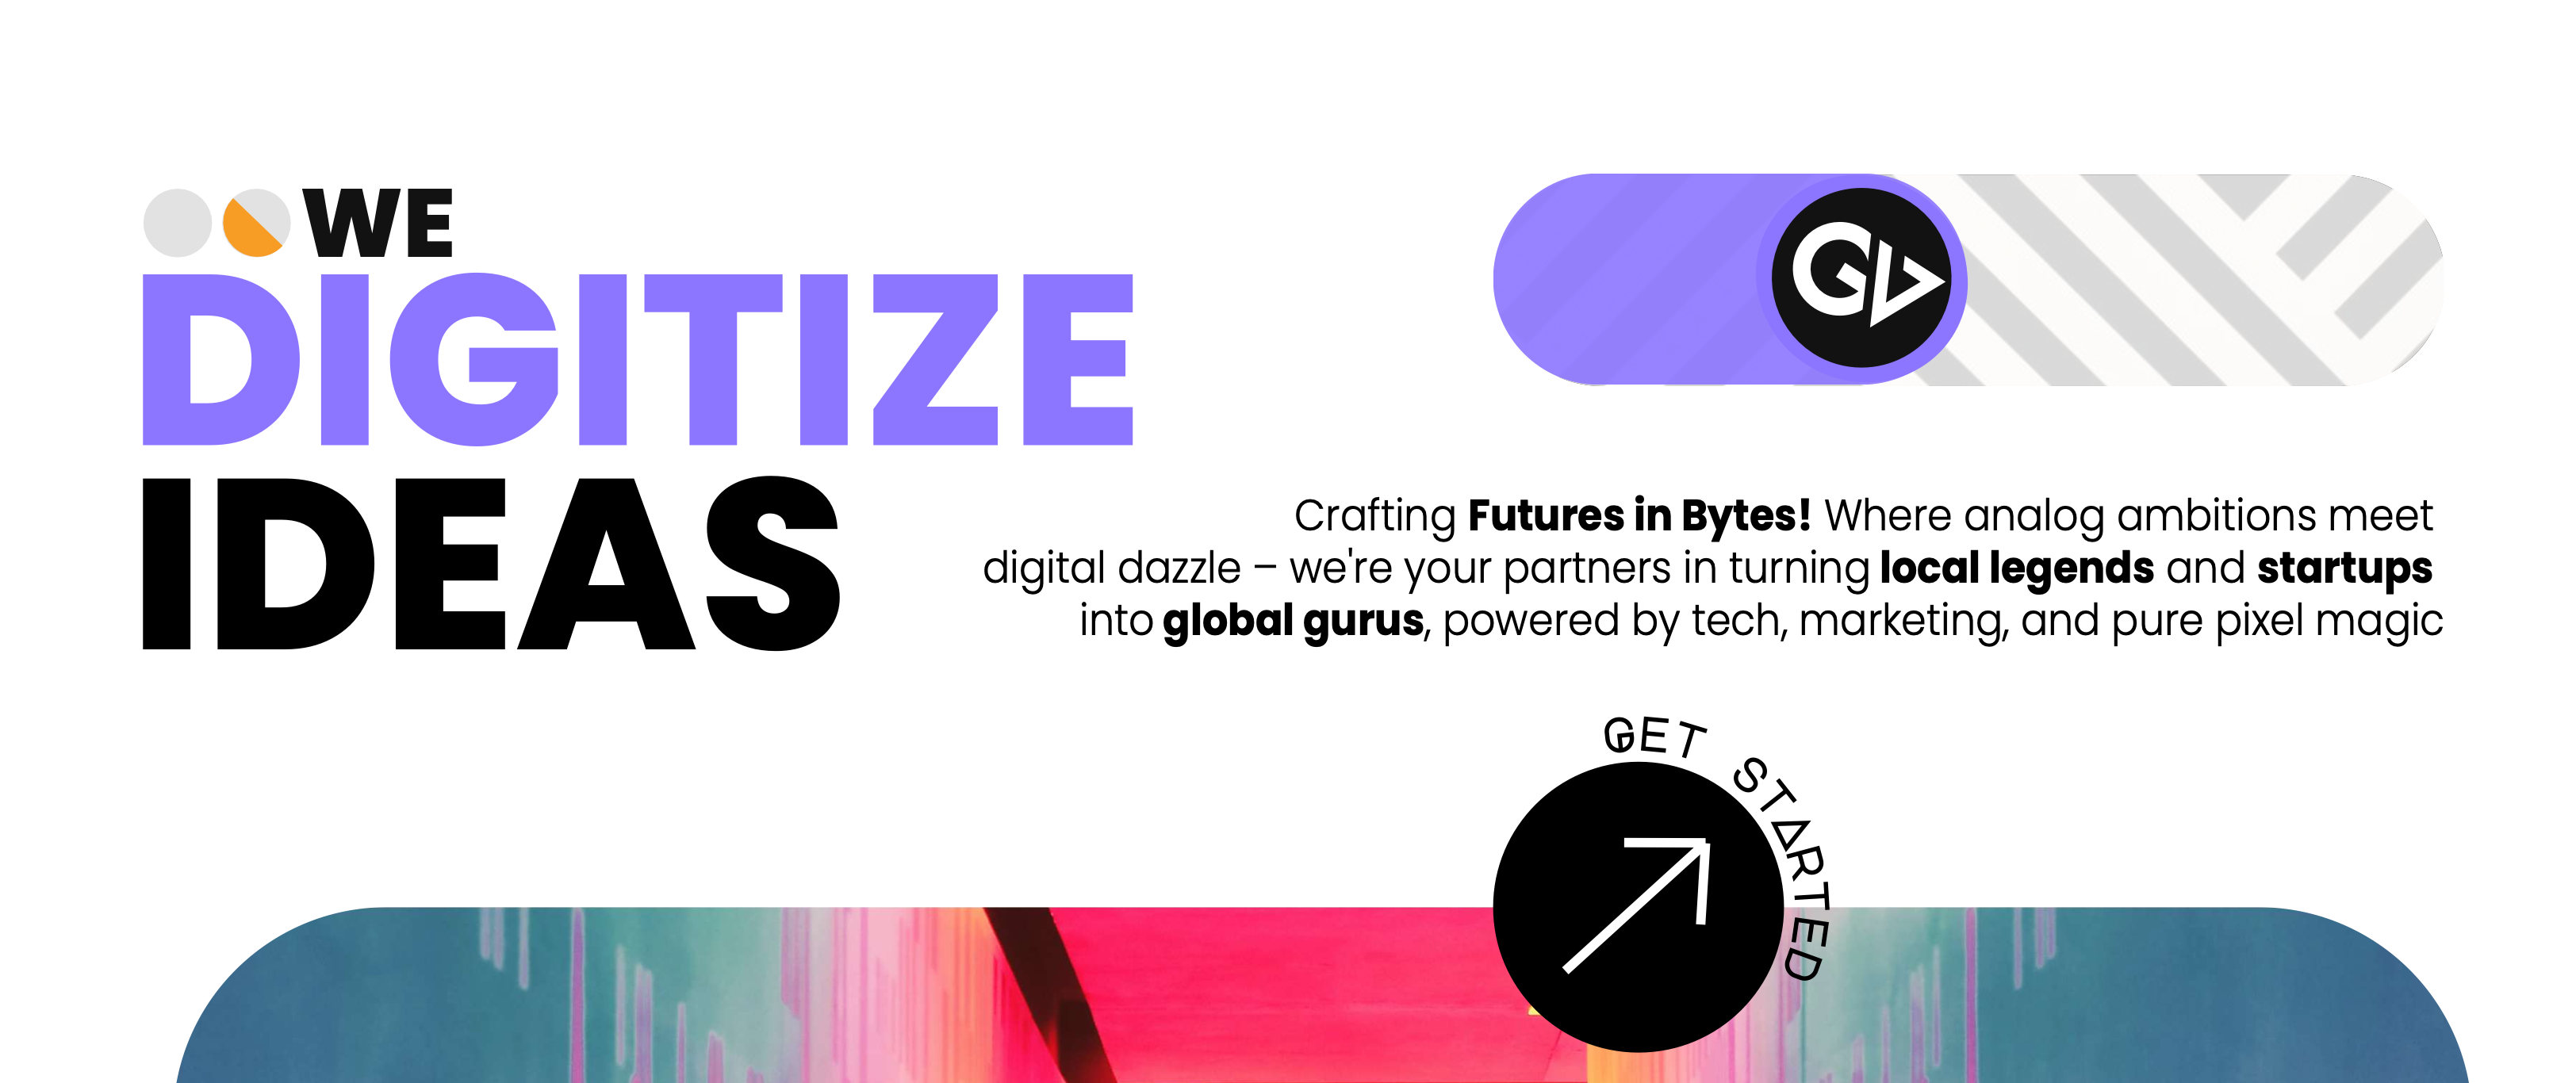 WE
DIGITIZE
IDEAS
GV
Crafting Futures in Bytes! Where analog ambitions meet
digital dazzle – we're your partners in turning local legends and startups
into global gurus, powered by tech, marketing, and pure pixel magic
GET STARTED